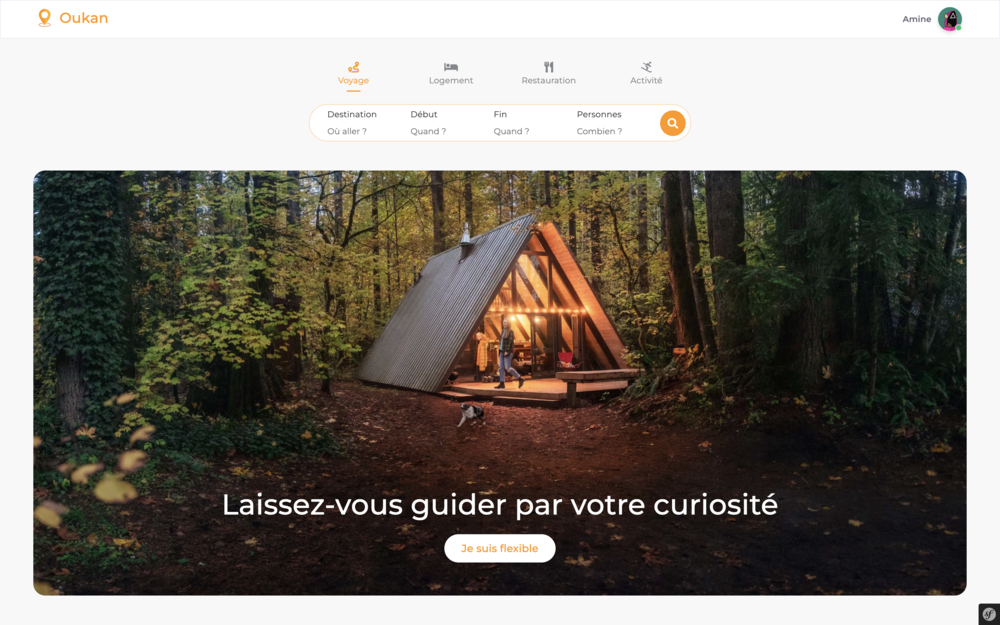 Oukan
Amine
Voyage
Logement
Restauration
Activité
Destination
Début
Fin
Personnes
Où aller ?
Quand ?
Quand ?
Combien ?
Laissez-vous guider par votre curiosité
Je suis flexible
sf